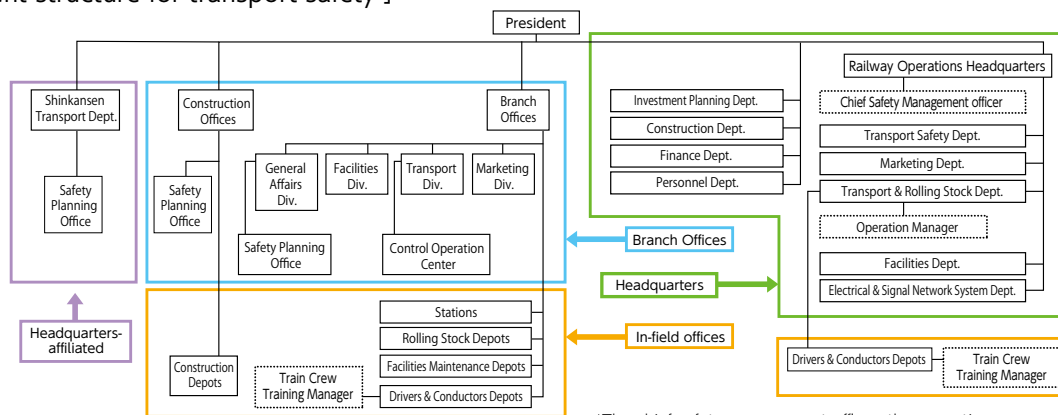 structure for transport safety ]
President
Railway Operations Headquarters
Shinkansen
Transport Dept.
Construction
Offices
Branch
Offices
Investment Planning Dept.
Chief Safety Management officer
Construction Dept.
Transport Safety Dept.
Finance Dept.
Marketing Dept.
Personnel Dept.
Transport & Rolling Stock Dept.
General
Affairs
Div.
Facilities
Div.
Transport
Div.
Marketing
Div.
Safety
Planning
Office
Safety
Planning
Office
Operation Manager
Safety Planning
Office
Control Operation
Center
Branch Offices
Facilities Dept.
Headquarters
Electrical & Signal Network System Dept.
Headquarters-
affiliated
Stations
In-field offices
Rolling Stock Depots
Construction
Depots
Facilities Maintenance Depots
Train Crew
Training Manager
Drivers & Conductors Depots
Drivers & Conductors Depots
Train Crew
Training Manager